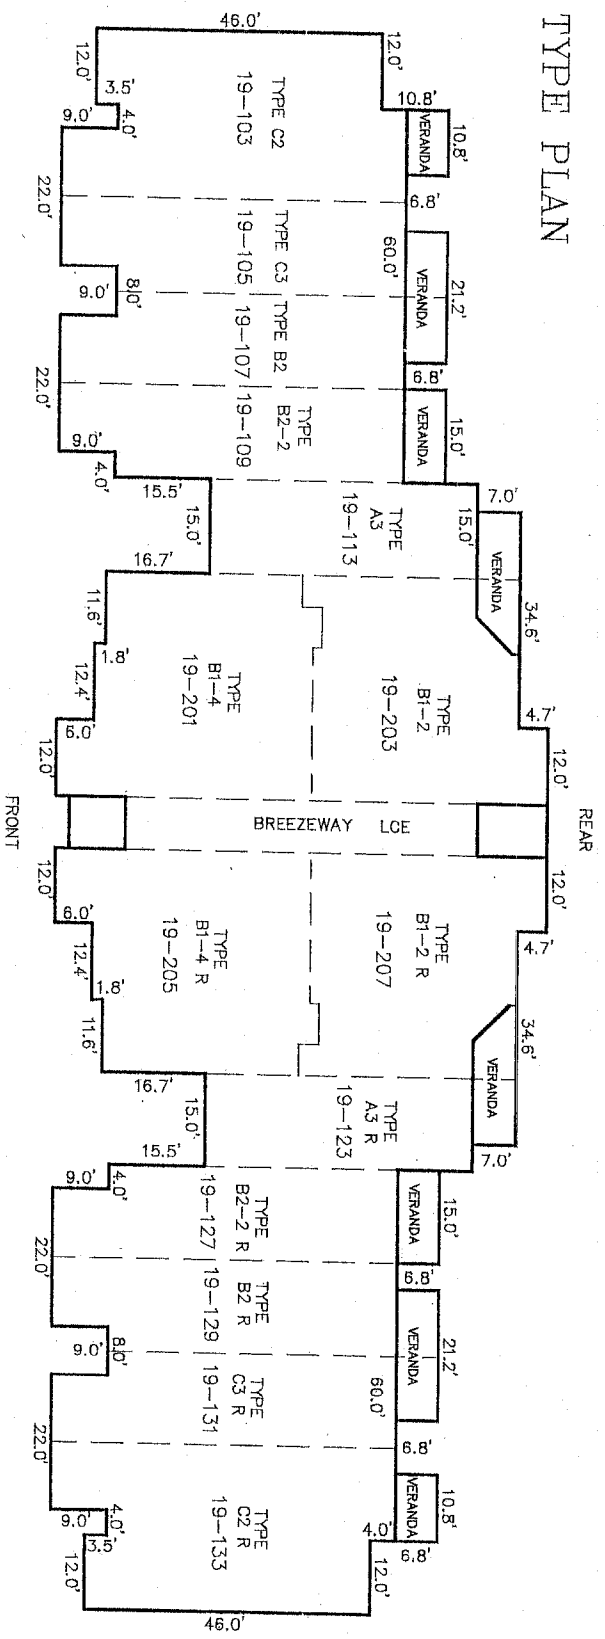 TYPE PLAN
REAR
46.0'
12.0'
10.8'
VERANDA
10.8'
6.8'
60.0'
VERANDA
21.2'
6.8'
VERANDA
15.0'
15.0'
7.0'
VERANDA
34.6'
4.7'
12.0'
12.0'
4.7'
34.6'
VERANDA
7.0'
VERANDA
15.0'
6.8'
VERANDA
21.2'
60.0'
6.8'
VERANDA
10.8'
6.8'
4.0'
12.0'
46.0'
TYPE C2
19-103
TYPE C3
19-105
TYPE B2
19-107
TYPE
B2-2
19-109
TYPE
A3
19-113
TYPE
B1-2
19-203
TYPE
B1-4
19-201
BREEZEWAY LCE
TYPE
B1-2 R
19-207
TYPE
B1-4 R
19-205
TYPE
A3 R
19-123
TYPE
B2-2 R
19-127
TYPE
B2 R
19-129
TYPE
C3 R
19-131
TYPE
C2 R
19-133
12.0'
3.5'
4.0'
9.0'
22.0'
9.0'
8.0'
22.0'
9.0'
4.0'
15.5'
15.0'
16.7'
11.6'
1.8'
12.4'
6.0'
12.0'
12.0'
6.0'
12.4'
1.8'
11.6'
16.7'
15.0'
15.5'
4.0'
9.0'
22.0'
9.0'
8.0'
22.0'
9.0'
4.0'
3.5'
12.0'
FRONT